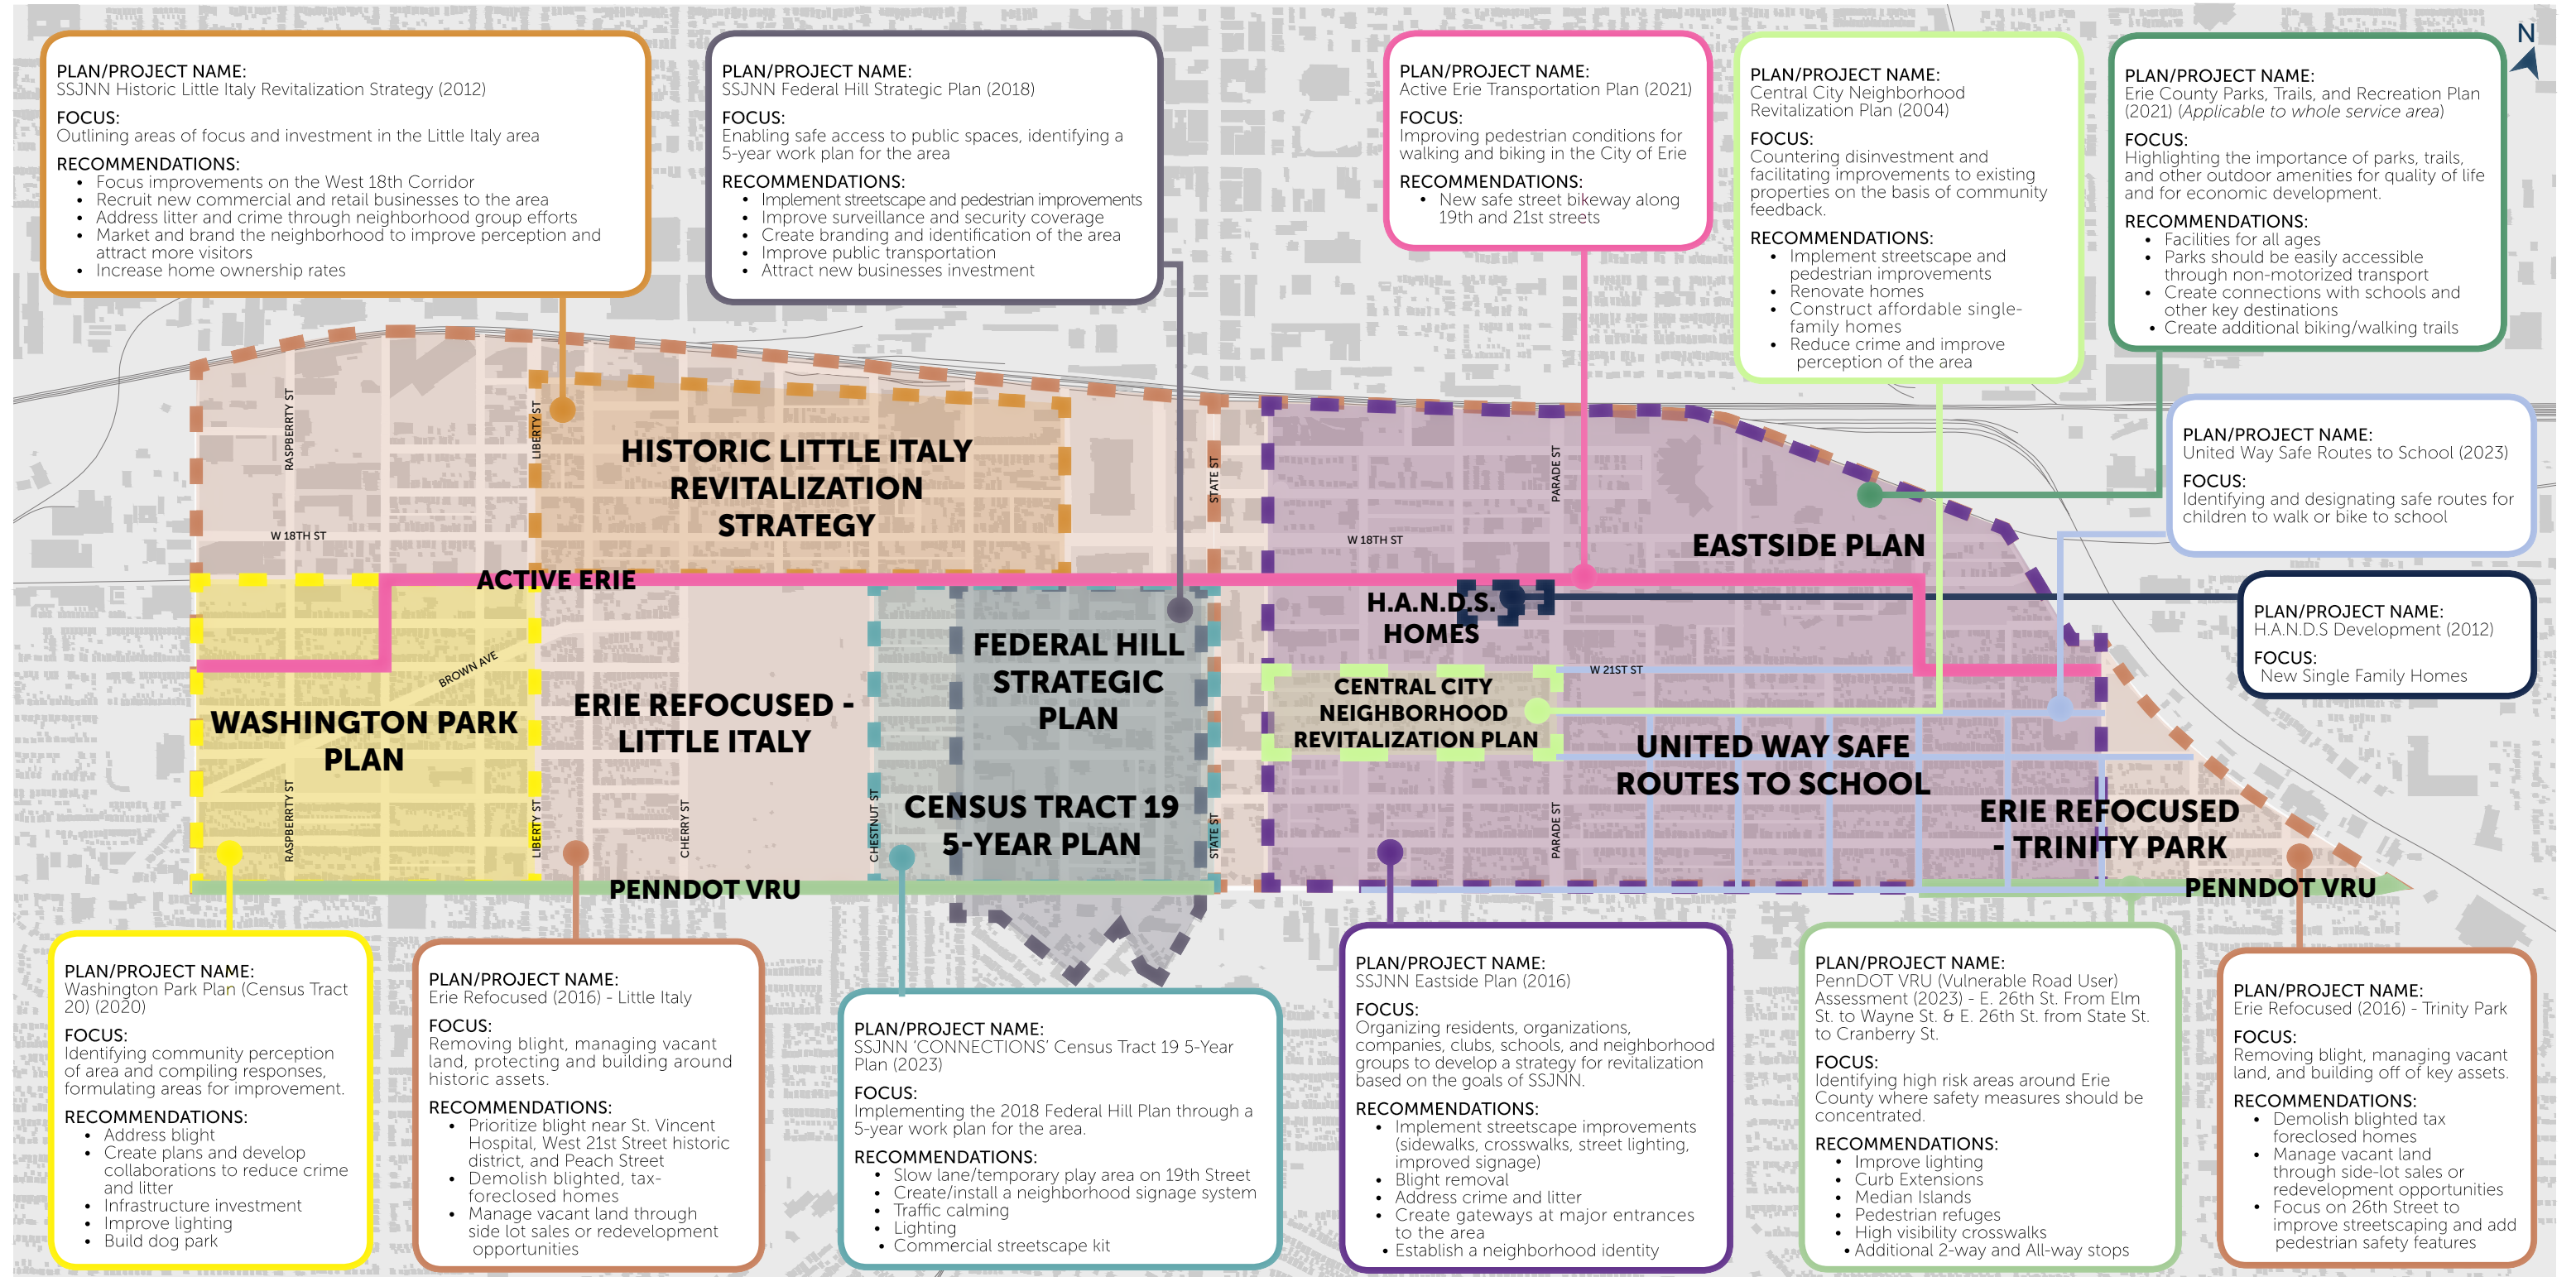 PLAN/PROJECT NAME:
SSJNN Historic Little Italy Revitalization Strategy (2012)
FOCUS:
Outlining areas of focus and investment in the Little Italy area
RECOMMENDATIONS:
• Focus improvements on the West 18th Corridor
• Recruit new commercial and retail businesses to the area
• Address litter and crime through neighborhood group efforts
• Market and brand the neighborhood to improve perception and
attract more visitors
• Increase home ownership rates
PLAN/PROJECT NAME:
SSJNN Federal Hill Strategic Plan (2018)
FOCUS:
Enabling safe access to public spaces, identifying a
5-year work plan for the area
RECOMMENDATIONS:
• Implement streetscape and pedestrian improvements
• Improve surveillance and security coverage
• Create branding and identification of the area
• Improve public transportation
• Attract new businesses investment
PLAN/PROJECT NAME:
Active Erie Transportation Plan (2021)
FOCUS:
Improving pedestrian conditions for
walking and biking in the City of Erie
RECOMMENDATIONS:
• New safe street bikeway along
19th and 21st streets
PLAN/PROJECT NAME:
Central City Neighborhood
Revitalization Plan (2004)
FOCUS:
Countering disinvestment and
facilitating improvements to existing
properties on the basis of community
feedback.
RECOMMENDATIONS:
• Implement streetscape and
pedestrian improvements
• Renovate homes
• Construct affordable single-
family homes
• Reduce crime and improve
perception of the area
PLAN/PROJECT NAME:
Erie County Parks, Trails, and Recreation Plan
(2021) (Applicable to whole service area)
FOCUS:
Highlighting the importance of parks, trails,
and other outdoor amenities for quality of life
and for economic development.
RECOMMENDATIONS:
• Facilities for all ages
• Parks should be easily accessible
through non-motorized transport
• Create connections with schools and
other key destinations
• Create additional biking/walking trails
N
PLAN/PROJECT NAME:
United Way Safe Routes to School (2023)
FOCUS:
Identifying and designating safe routes for
children to walk or bike to school
PLAN/PROJECT NAME:
H.A.N.D.S Development (2012)
FOCUS:
New Single Family Homes
RASPBERRY ST
LIBERTY ST
STATE ST
PARADE ST
W 18TH ST
W 18TH ST
HISTORIC LITTLE ITALY
REVITALIZATION
STRATEGY
EASTSIDE PLAN
ACTIVE ERIE
H.A.N.D.S.
HOMES
FEDERAL HILL
STRATEGIC
PLAN
BROWN AVE
W 21ST ST
WASHINGTON PARK
PLAN
ERIE REFOCUSED -
LITTLE ITALY
CENTRAL CITY
NEIGHBORHOOD
REVITALIZATION PLAN
UNITED WAY SAFE
ROUTES TO SCHOOL
CENSUS TRACT 19
5-YEAR PLAN
ERIE REFOCUSED
- TRINITY PARK
RASPBERRY ST
LIBERTY ST
CHERRY ST
CHESTNUT ST
STATE ST
PARADE ST
PENNDOT VRU
PENNDOT VRU
PLAN/PROJECT NAME:
Washington Park Plan (Census Tract
20) (2020)
FOCUS:
Identifying community perception
of area and compiling responses,
formulating areas for improvement.
RECOMMENDATIONS:
• Address blight
• Create plans and develop
collaborations to reduce crime
and litter
• Infrastructure investment
• Improve lighting
• Build dog park
PLAN/PROJECT NAME:
Erie Refocused (2016) - Little Italy
FOCUS:
Removing blight, managing vacant
land, protecting and building around
historic assets.
RECOMMENDATIONS:
• Prioritize blight near St. Vincent
Hospital, West 21st Street historic
district, and Peach Street
• Demolish blighted, tax-
foreclosed homes
• Manage vacant land through
side lot sales or redevelopment
opportunities
PLAN/PROJECT NAME:
SSJNN 'CONNECTIONS' Census Tract 19 5-Year
Plan (2023)
FOCUS:
Implementing the 2018 Federal Hill Plan through a
5-year work plan for the area.
RECOMMENDATIONS:
• Slow lane/temporary play area on 19th Street
• Create/install a neighborhood signage system
• Traffic calming
• Lighting
• Commercial streetscape kit
PLAN/PROJECT NAME:
SSJNN Eastside Plan (2016)
FOCUS:
Organizing residents, organizations,
companies, clubs, schools, and neighborhood
groups to develop a strategy for revitalization
based on the goals of SSJNN.
RECOMMENDATIONS:
• Implement streetscape improvements
(sidewalks, crosswalks, street lighting,
improved signage)
• Blight removal
• Address crime and litter
• Create gateways at major entrances
to the area
• Establish a neighborhood identity
PLAN/PROJECT NAME:
PennDOT VRU (Vulnerable Road User)
Assessment (2023) - E. 26th St. From Elm
St. to Wayne St. & E. 26th St. from State St.
to Cranberry St.
FOCUS:
Identifying high risk areas around Erie
County where safety measures should be
concentrated.
RECOMMENDATIONS:
• Improve lighting
• Curb Extensions
• Median Islands
• Pedestrian refuges
• High visibility crosswalks
• Additional 2-way and All-way stops
PLAN/PROJECT NAME:
Erie Refocused (2016) - Trinity Park
FOCUS:
Removing blight, managing vacant
land, and building off of key assets.
RECOMMENDATIONS:
• Demolish blighted tax
foreclosed homes
• Manage vacant land
through side-lot sales or
redevelopment opportunities
• Focus on 26th Street to
improve streetscaping and add
pedestrian safety features